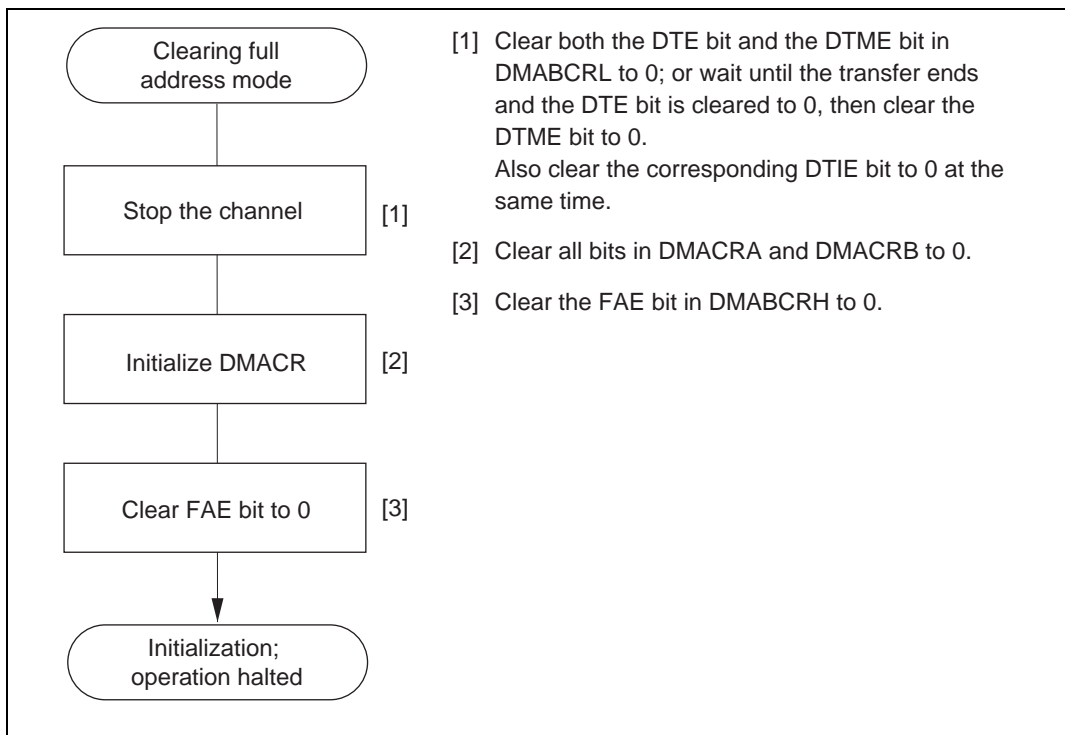 Clearing full
address mode
Stop the channel
[1]
Initialize DMACR
[2]
Clear FAE bit to 0
[3]
Initialization;
operation halted
[1] Clear both the DTE bit and the DTME bit in
DMABCRL to 0; or wait until the transfer ends
and the DTE bit is cleared to 0, then clear the
DTME bit to 0.
Also clear the corresponding DTIE bit to 0 at the
same time.
[2] Clear all bits in DMACRA and DMACRB to 0.
[3] Clear the FAE bit in DMABCRH to 0.